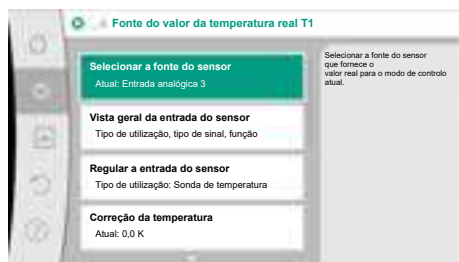 Fonte do valor da temperatura real T1
Selecionar a fonte do sensor
Atual: Entrada analógica 3
Vista geral da entrada do sensor
Tipo de utilização, tipo de sinal, função
Regular a entrada do sensor
Tipo de utilização: Sonda de temperatura
Correção da temperatura
Atual: 0,0 K
Selecionar a fonte do sensor
que fornece o
valor real para o modo de controlo
atual.